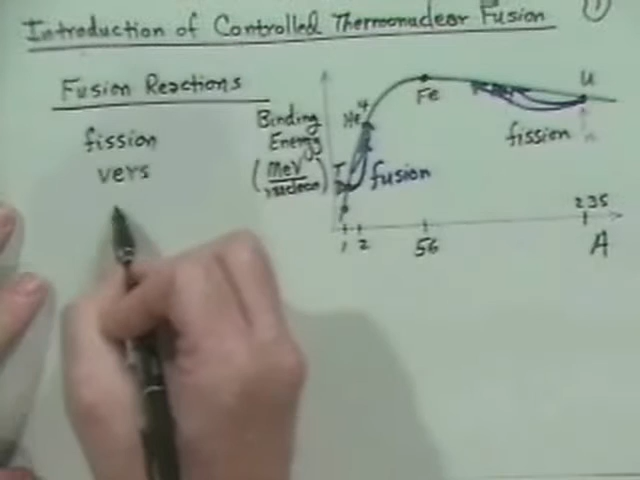 Introduction of Controlled Thermonuclear Fusion
1
Fusion Reactions
fission
vers
Binding
Energy
(MeV
nucleon)
He4
T
D
Fe
U
fusion
fission
n
1 2 56 235
A